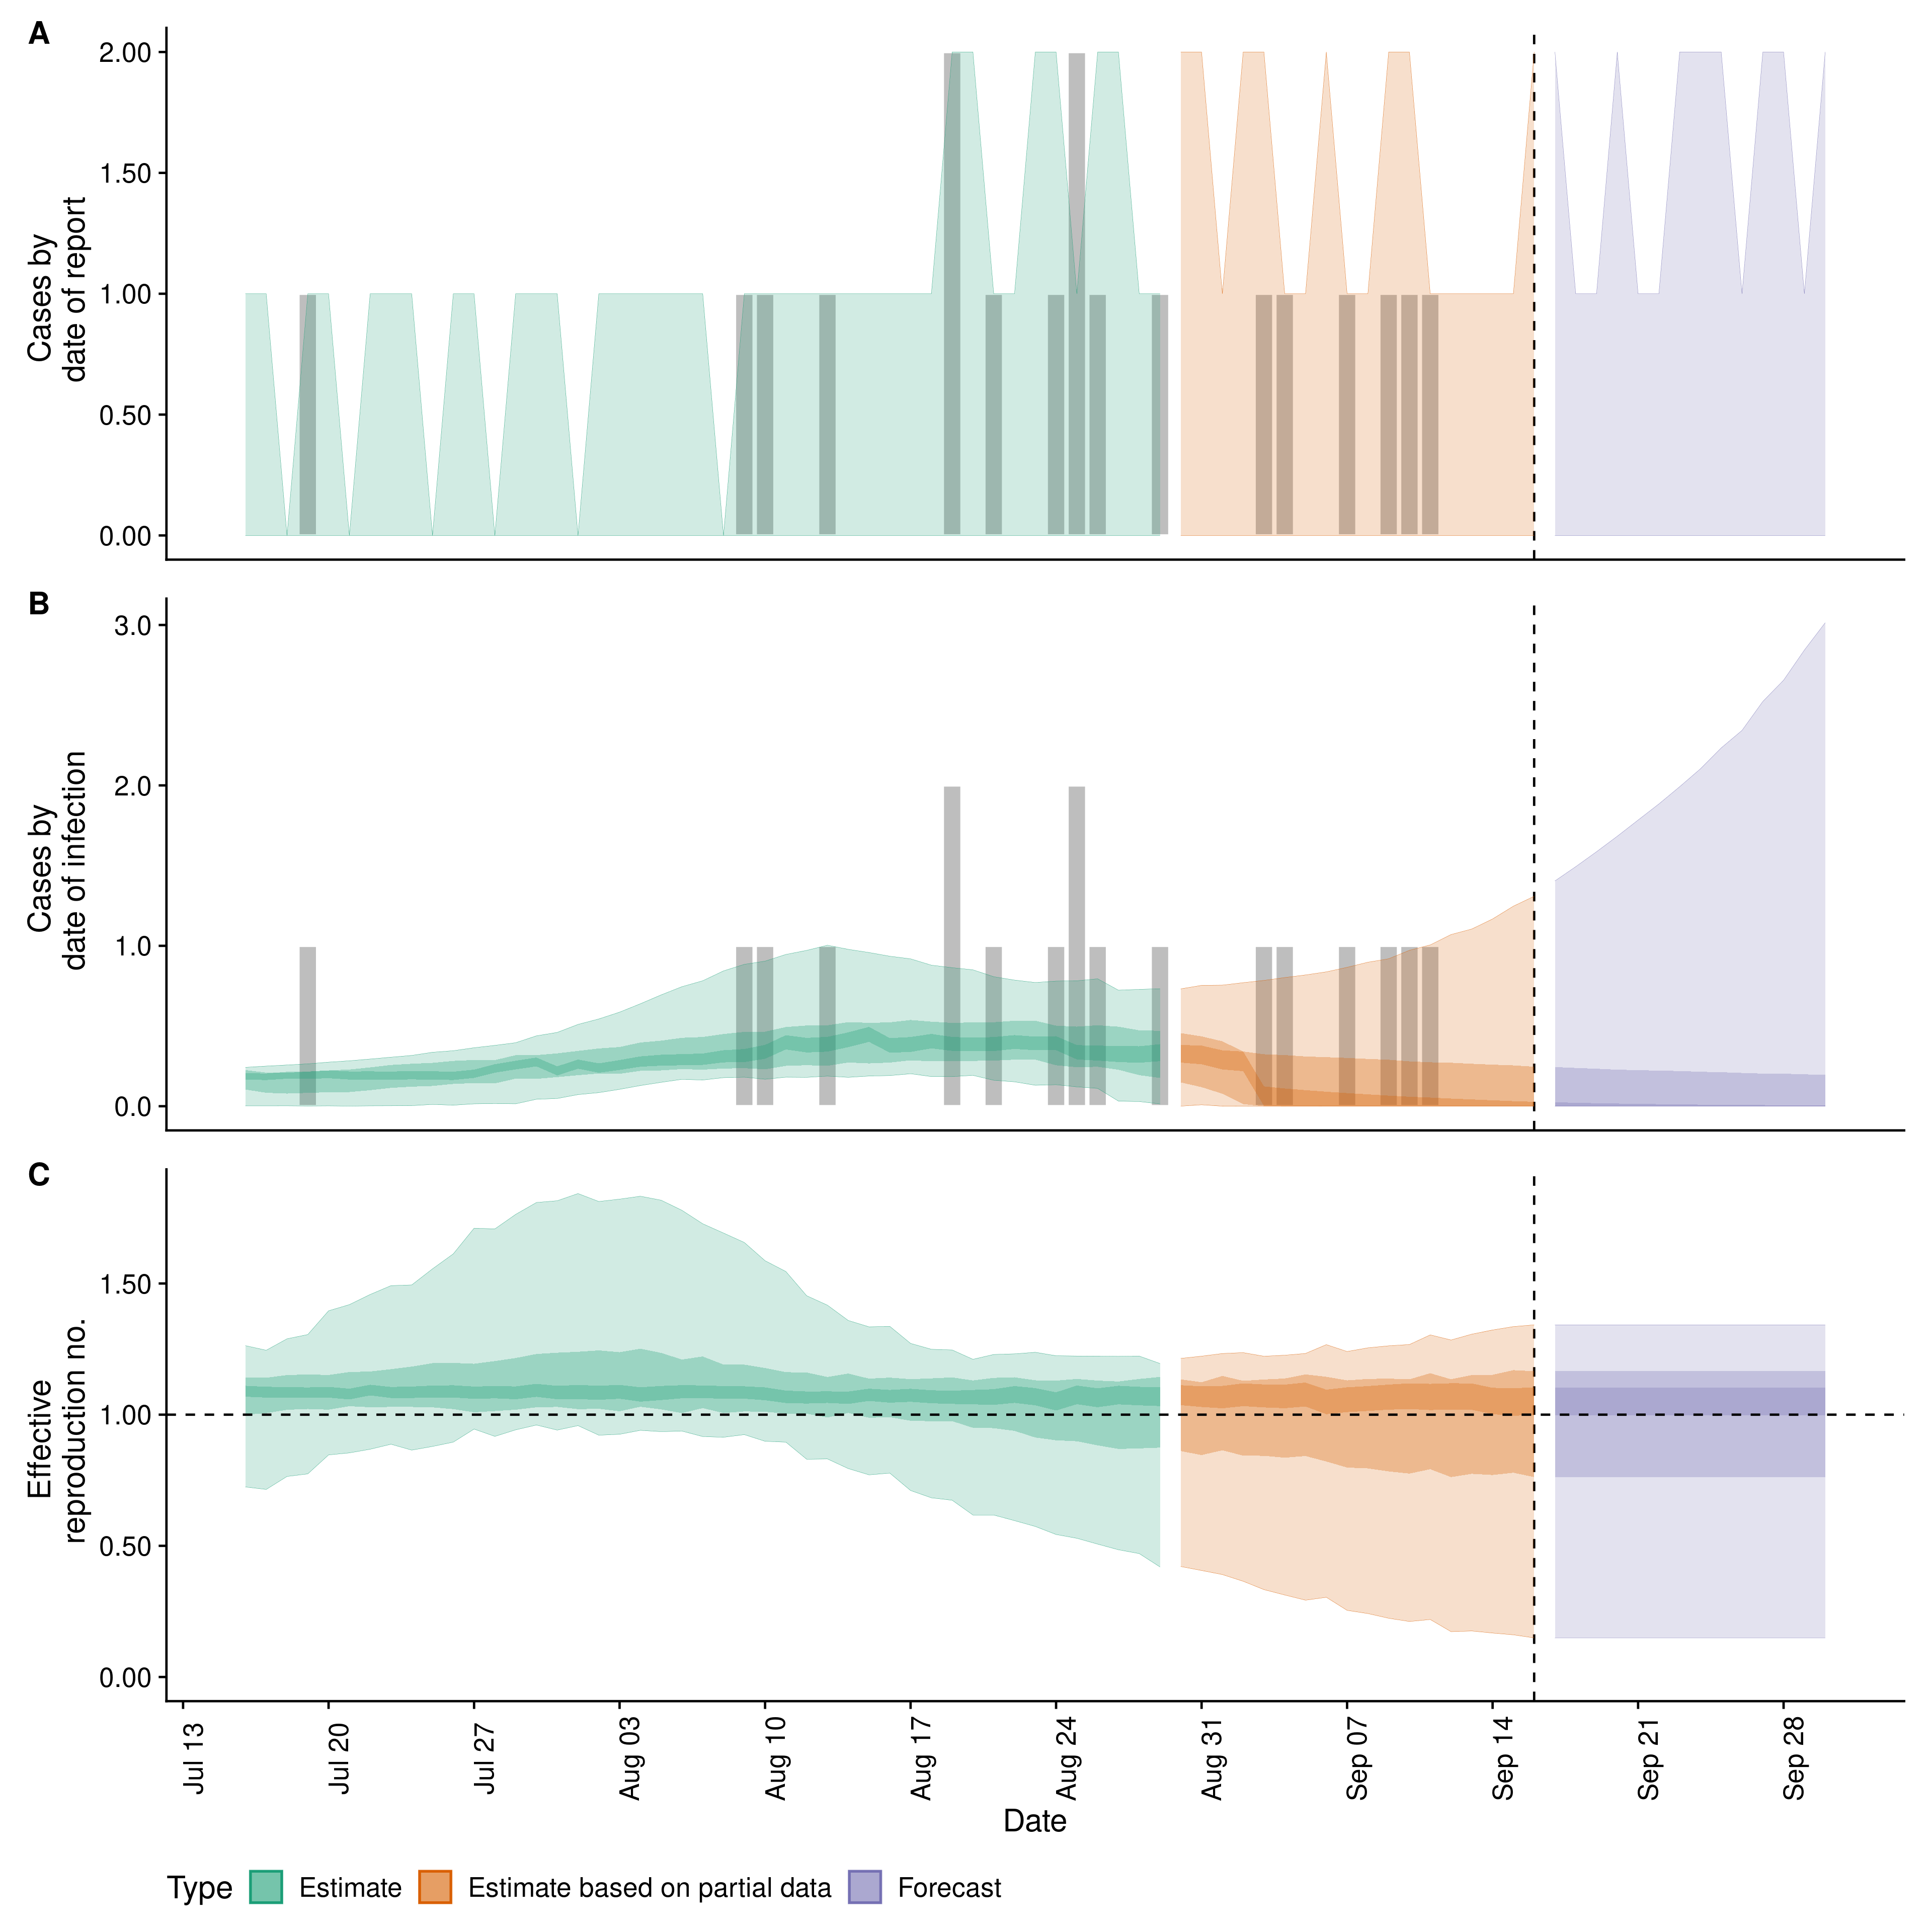 A
2.00
1.50
1.00
0.50
0.00
Cases by
date of report
B
3.0
2.0
1.0
0.0
Cases by
date of infection
C
1.50
1.00
0.50
0.00
Effective
reproduction no.
Jul 13
Jul 20
Jul 27
Aug 03
Aug 10
Aug 17
Aug 24
Aug 31
Sep 07
Sep 14
Sep 21
Sep 28
Date
Type
Estimate
Estimate based on partial data
Forecast